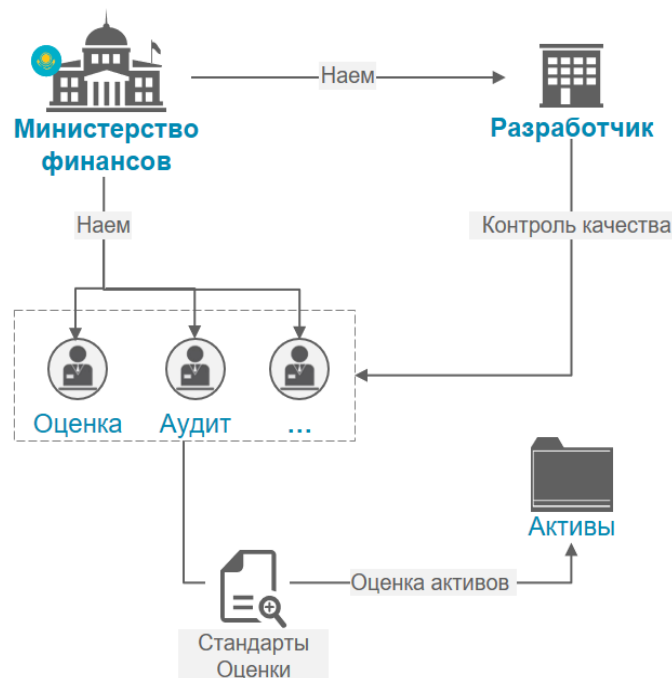 Наем
Министерство
финансов
Разработчик
Наем
Контроль качества
Оценка
Аудит
...
Активы
Оценка активов
Стандарты
Оценки